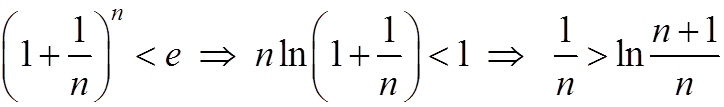 (1+1/n)^n < e ⇒ n ln(1+1/n) < 1 ⇒ 1/n > ln (n+1)/n